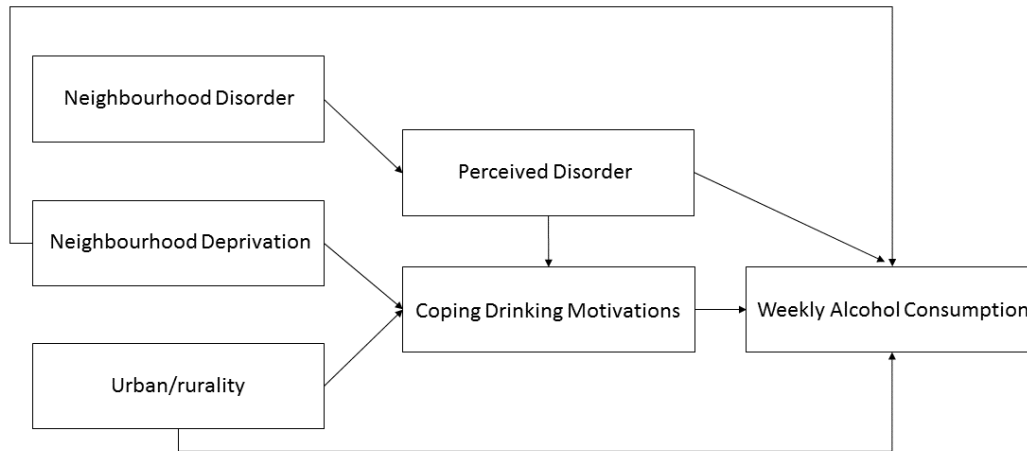 Neighbourhood Disorder
Perceived Disorder
Neighbourhood Deprivation
Coping Drinking Motivations
Weekly Alcohol Consumption
Urban/rurality